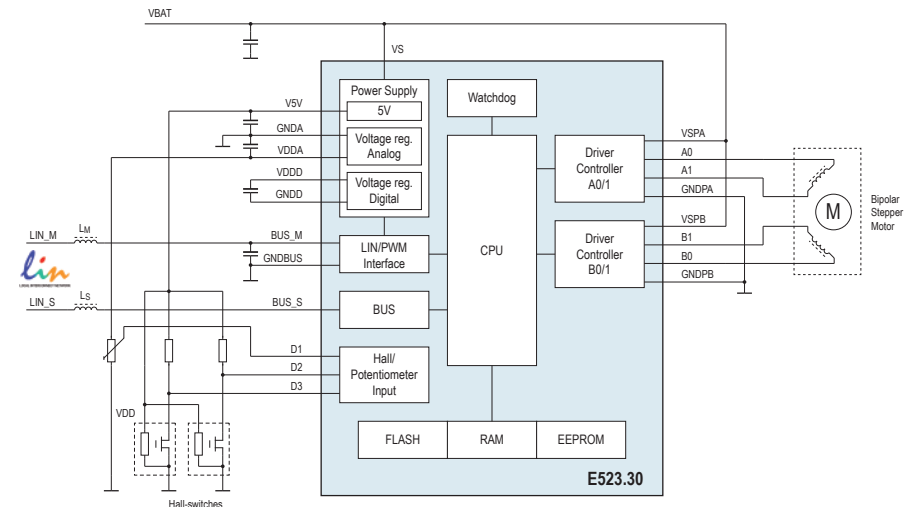 VBAT
VS
Power Supply
5V
Watchdog
V5V
GNDA
VDDA
VDDD
GNDD
Voltage reg.
Analog
Voltage reg.
Digital
Driver
Controller
A0/1
VSPA
A0
A1
GNDPA
VSPB
B1
B0
GNDPB
M
Bipolar
Stepper
Motor
LIN_M
LM
BUS_M
GNDBUS
LIN/PWM
Interface
CPU
Driver
Controller
B0/1
lin
LOCAL INTERCONNECT NETWORK
LIN_S
LS
BUS_S
BUS
D1
D2
D3
Hall/
Potentiometer
Input
VDD
FLASH
RAM
EEPROM
E523.30
Hall-switches